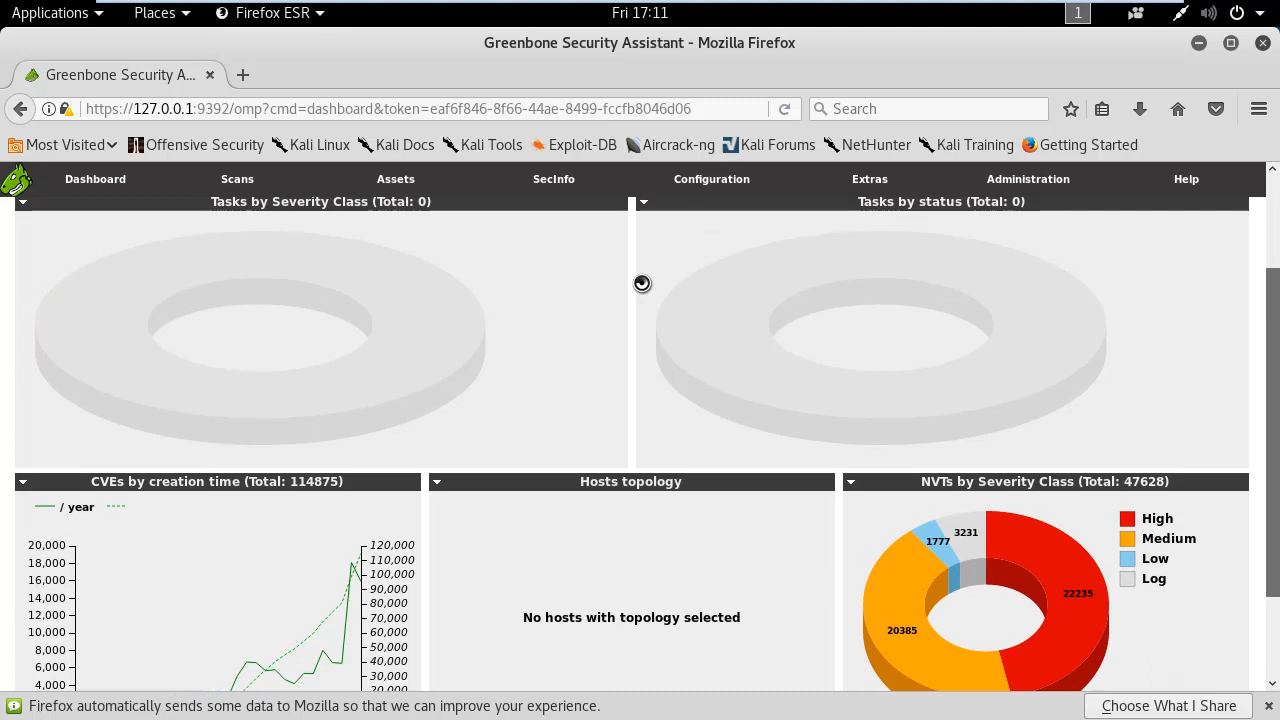 Applications Places Firefox ESR Fri 17:11 1
Greenbone Security Assistant - Mozilla Firefox
Greenbone Security A...
https://127.0.0.1:9392/omp?cmd=dashboard&token=eaf6f846-8f66-44ae-8499-fccfb8046d06 Search
Most Visited Offensive Security Kali Linux Kali Docs Kali Tools Exploit-DB Aircrack-ng Kali Forums NetHunter Kali Training Getting Started
Dashboard Scans Assets SecInfo Configuration Extras Administration Help
Tasks by Severity Class (Total: 0) Tasks by status (Total: 0)
CVEs by creation time (Total: 114875) Hosts topology NVTs by Severity Class (Total: 47628)
/ year
20,000
18,000
16,000
14,000
12,000
10,000
8,000
6,000
4,000
120,000
110,000
100,000
90,000
80,000
70,000
60,000
50,000
40,000
30,000
20,000
No hosts with topology selected
1777
3231
22235
20385
High
Medium
Low
Log
Firefox automatically sends some data to Mozilla so that we can improve your experience. Choose What I Share